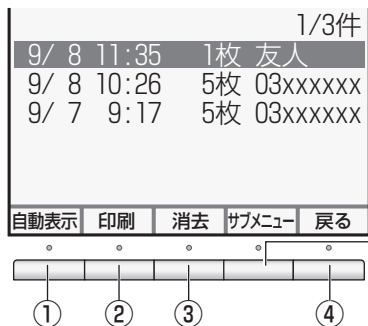 1/3件
9/ 8 11:35 1枚 友人
9/ 8 10:26 5枚 03xxxxxx
9/ 7 9:17 5枚 03xxxxxx
自動表示 印刷 消去 サブメニュー 戻る
① ② ③ ④